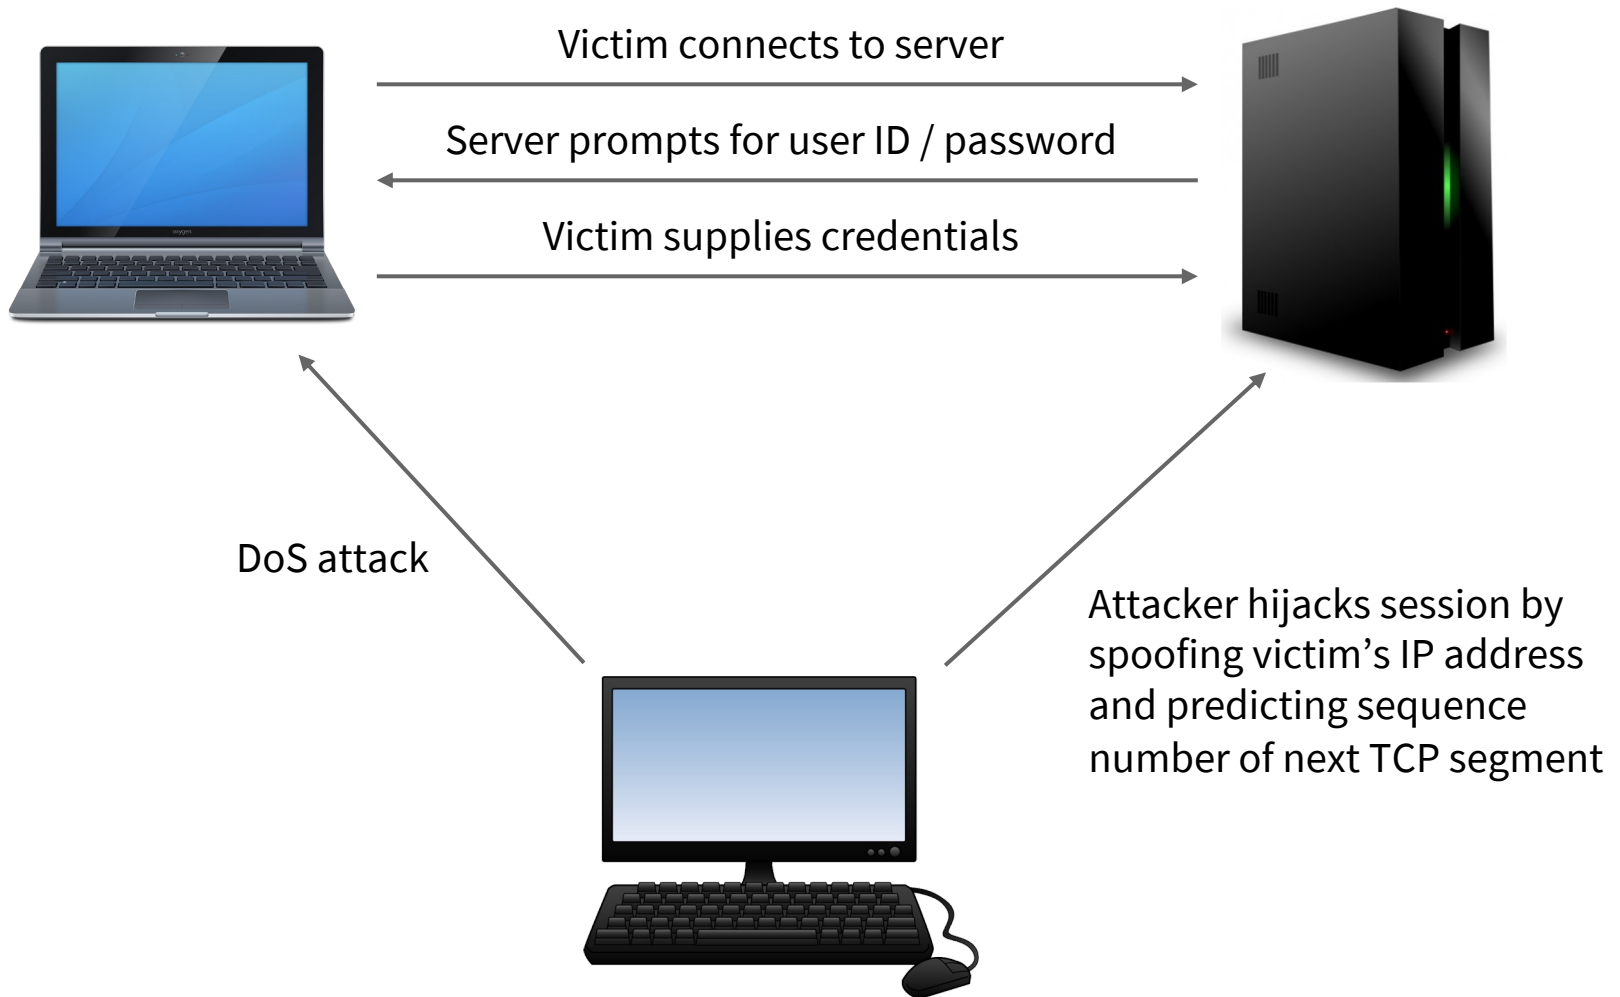 Victim connects to server
Server prompts for user ID / password
Victim supplies credentials
DoS attack
Attacker hijacks session by
spoofing victim’s IP address
and predicting sequence
number of next TCP segment